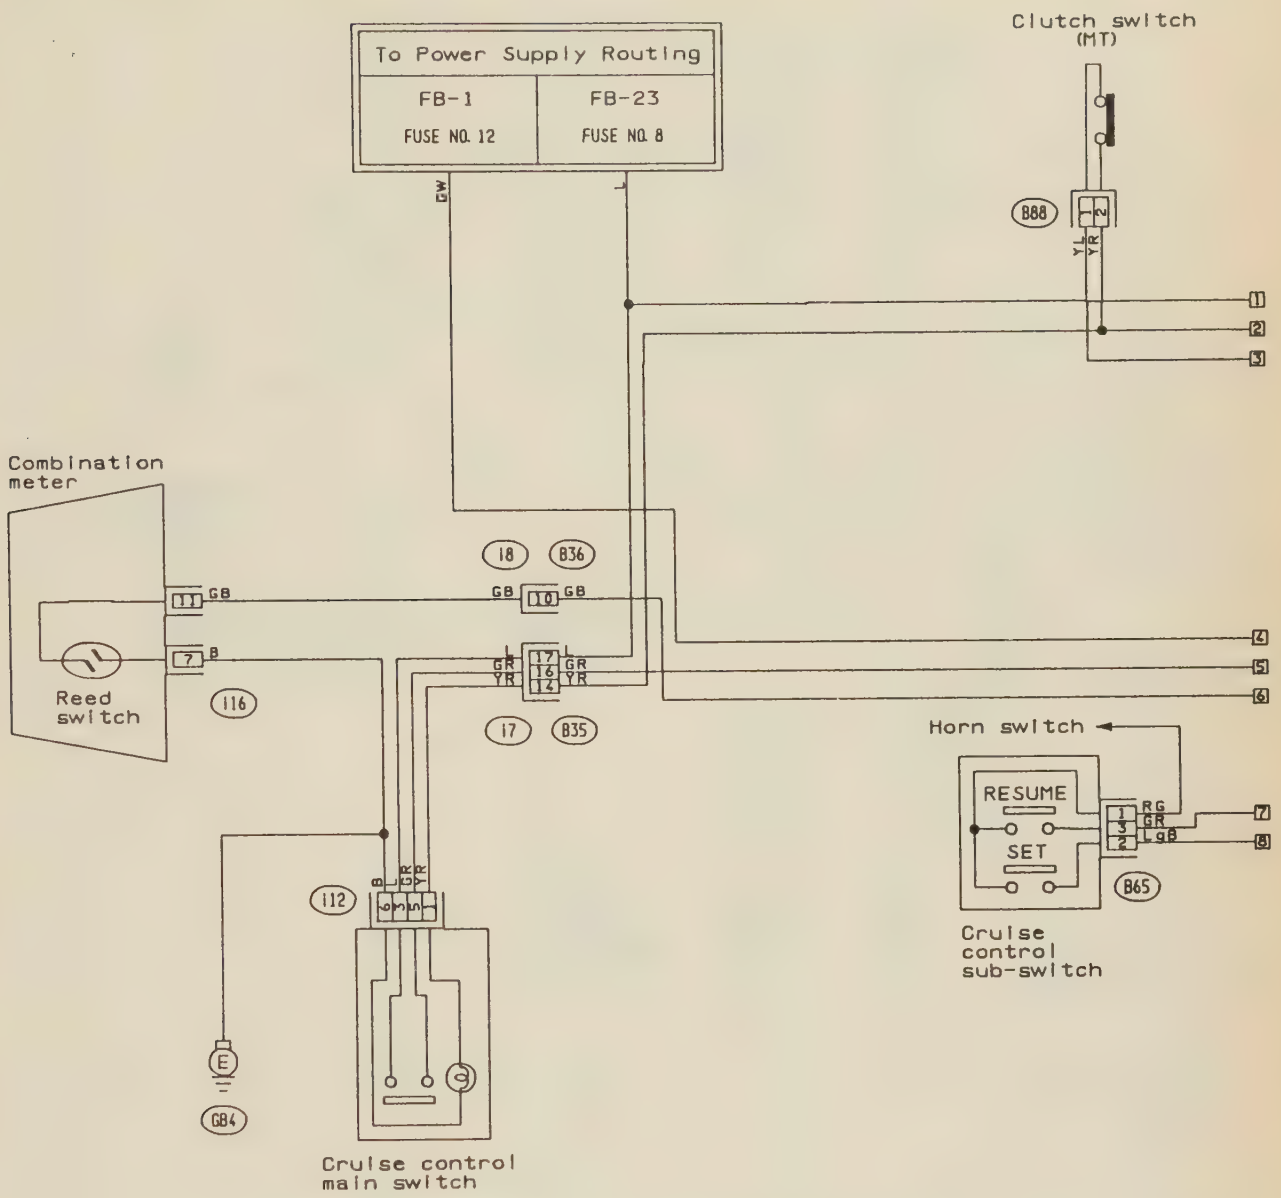 Clutch switch
(MT)
To Power Supply Routing
FB-1
FUSE NO. 12
FB-23
FUSE NO. 8
GW
L
B88
1
2
YL
YR
1
2
3
Combination
meter
11
GB
7
B
Reed
switch
i16
i8
B36
GB
10
GB
L
17
L
GR
16
GR
YR
14
YR
i7
B35
4
5
6
Horn switch
RESUME
SET
1
RG
3
GR
2
LgB
7
8
B65
Cruise
control
sub-switch
B
L
GR
YR
i12
6
3
5
1
E
GB4
Cruise control
main switch